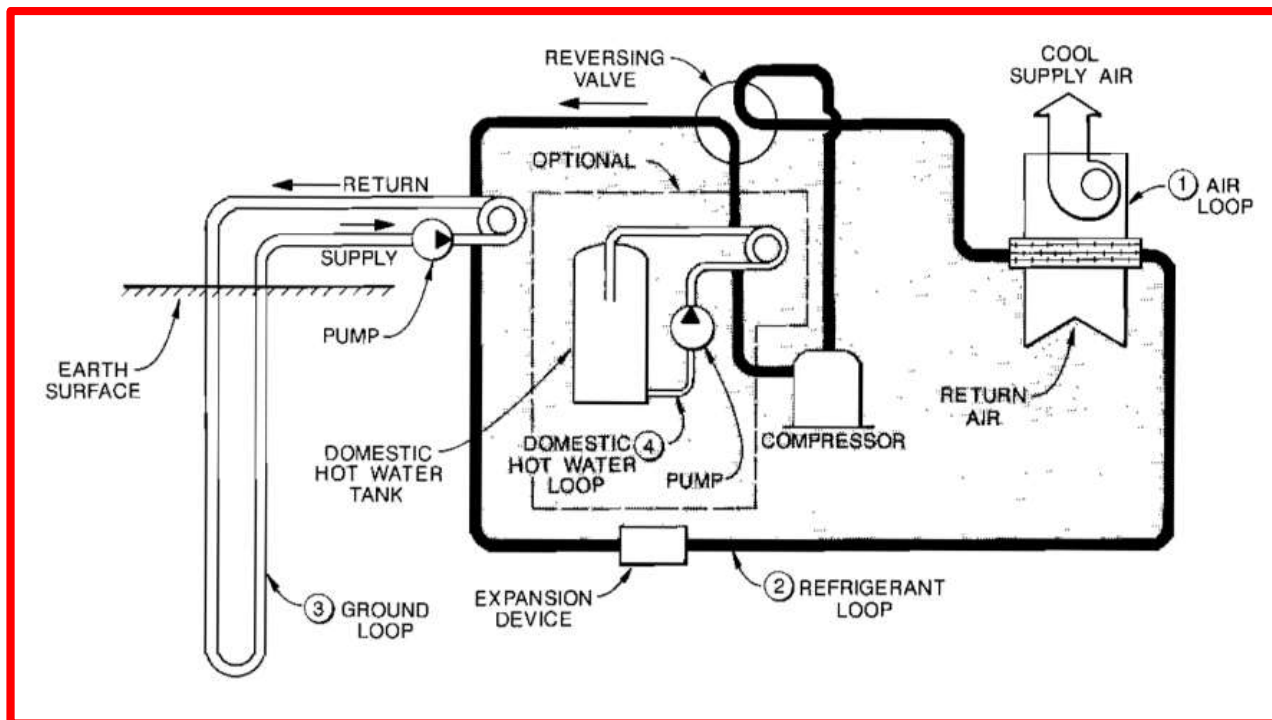 REVERSING
VALVE
COOL
SUPPLY AIR
OPTIONAL
RETURN
1 AIR
LOOP
SUPPLY
PUMP
EARTH
SURFACE
RETURN
AIR
COMPRESSOR
DOMESTIC
HOT WATER
TANK
DOMESTIC 4
HOT WATER
LOOP
PUMP
EXPANSION
DEVICE
2 REFRIGERANT
LOOP
3 GROUND
LOOP